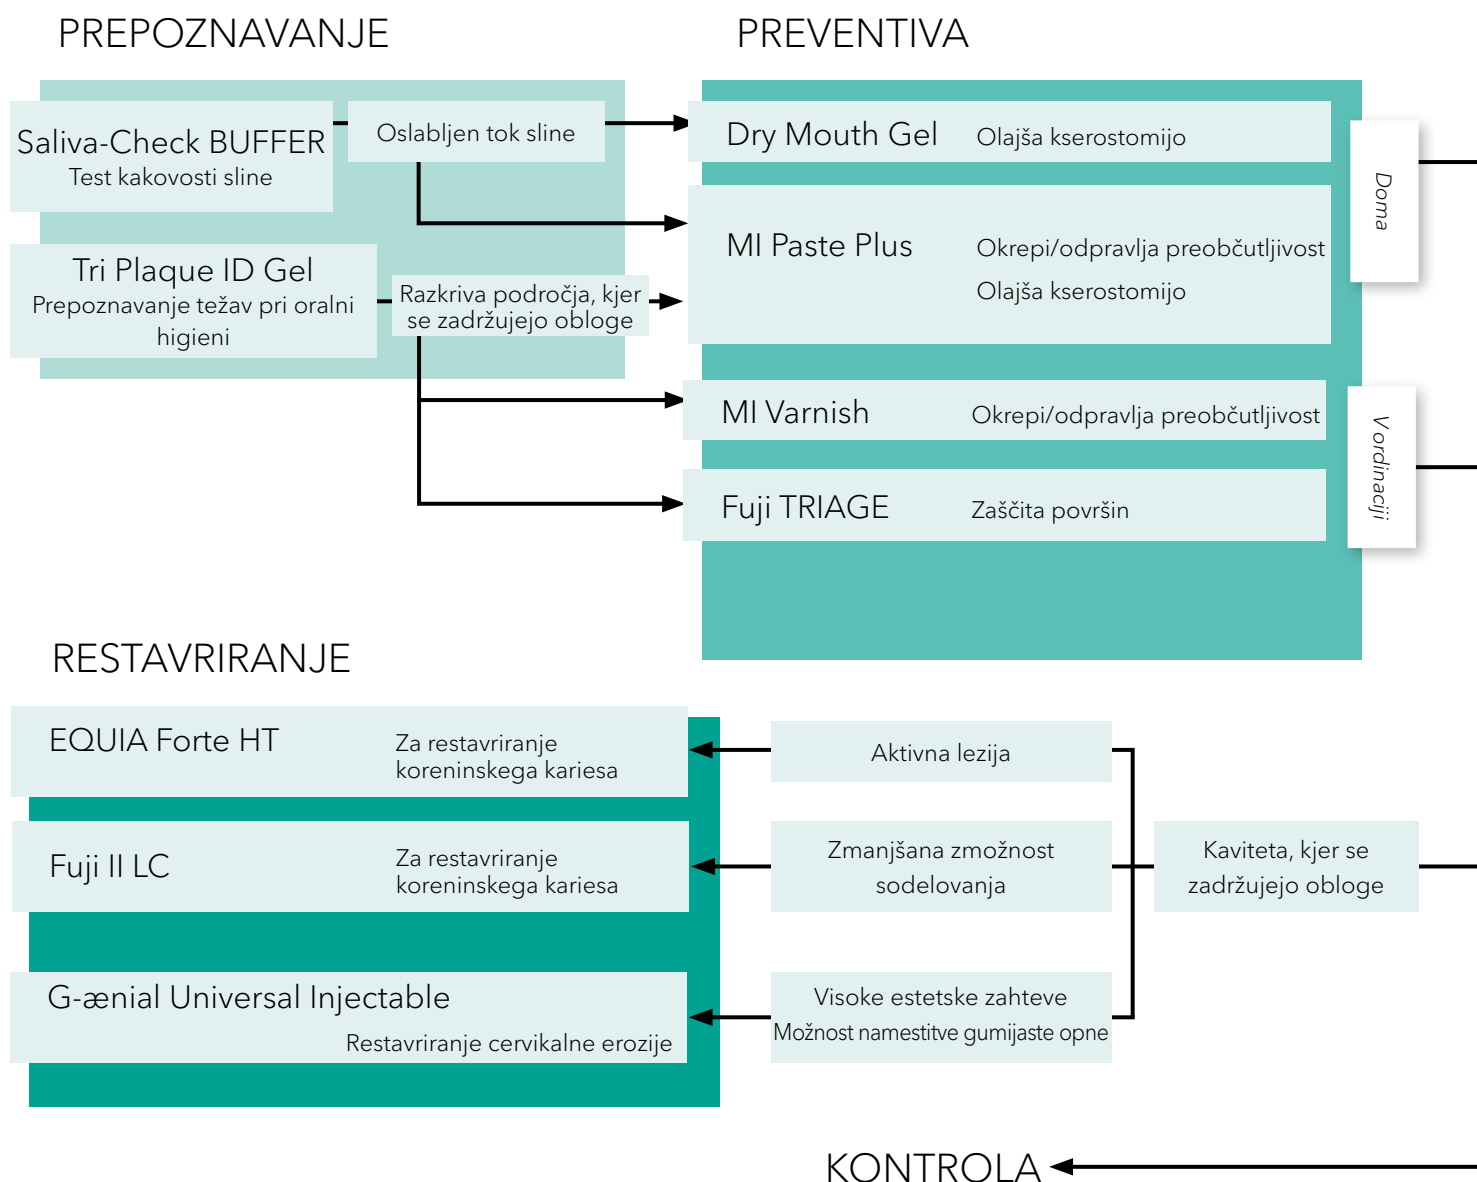 PREPOZNAVANJE
Saliva-Check BUFFER
Test kakovosti sline
Oslabljen tok sline
Tri Plaque ID Gel
Prepoznavanje težav pri oralni
higieni
Razkriva področja, kjer
se zadržujejo obloge
PREVENTIVA
Dry Mouth Gel
Olajša kserostomijo
MI Paste Plus
Okrepi/odpravlja preobčutljivost
Olajša kserostomijo
MI Varnish
Okrepi/odpravlja preobčutljivost
Fuji TRIAGE
Zaščita površin
Doma
V ordinaciji
RESTAVRIRANJE
EQUIA Forte HT
Za restavriranje
koreninskega kariesa
Aktivna lezija
Fuji II LC
Za restavriranje
koreninskega kariesa
Zmanjšana zmožnost
sodelovanja
Kaviteta, kjer se
zadržujejo obloge
G-ænial Universal Injectable
Restavriranje cervikalne erozije
Visoke estetske zahteve
Možnost namestitve gumijaste opne
KONTROLA